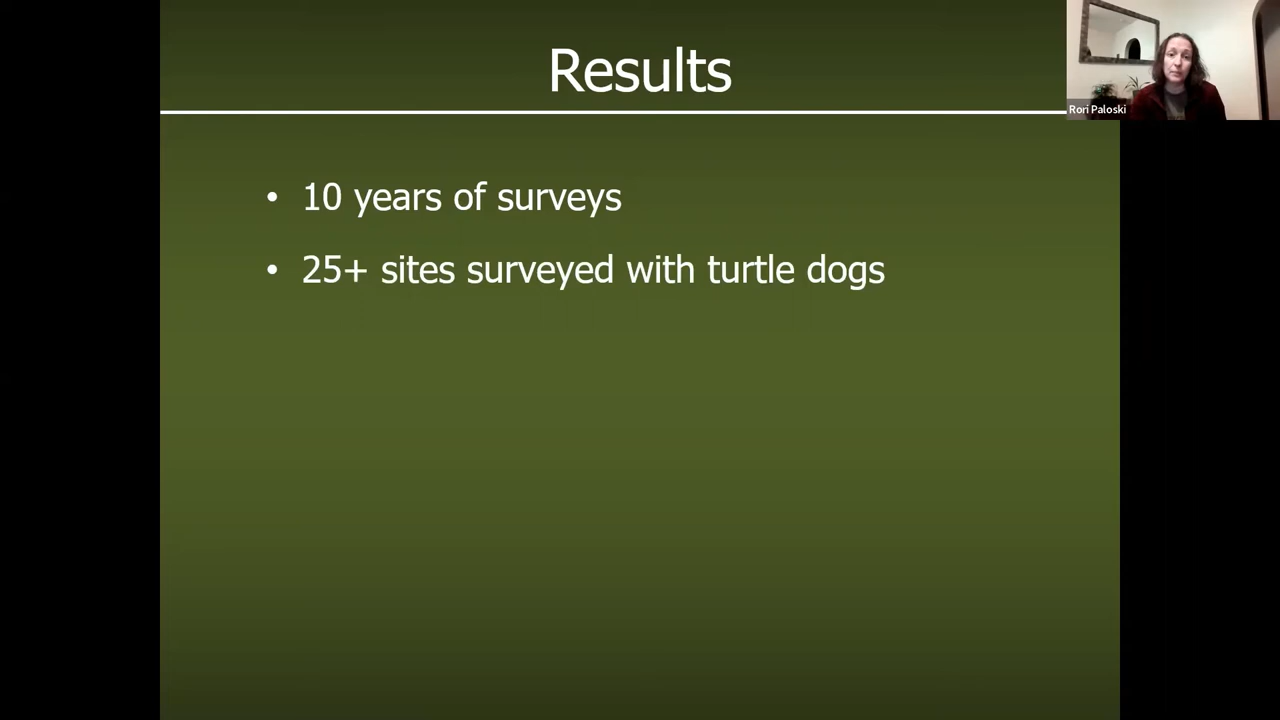 Results
Rori Paloski
• 10 years of surveys
• 25+ sites surveyed with turtle dogs